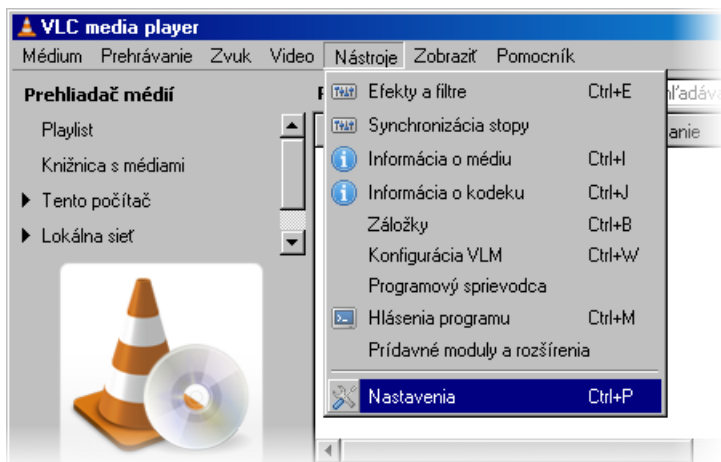 VLC media player
Médium Prehrávanie Zvuk Video Nástroje Zobraziť Pomocník
Prehliadač médií
Playlist
Knižnica s médiami
Tento počítač
Lokálna sieť
Efekty a filtre Ctrl+E
Synchronizácia stopy
Informácia o médiu Ctrl+I
Informácia o kodeku Ctrl+J
Záložky Ctrl+B
Konfigurácia VLM Ctrl+W
Programový sprievodca
Hlásenia programu Ctrl+M
Prídavné moduly a rozšírenia
Nastavenia Ctrl+P